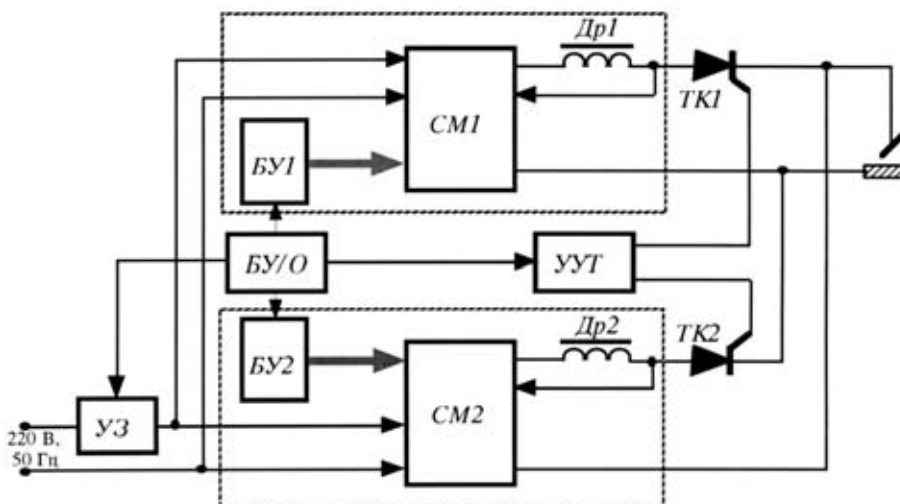 Др1
ТК1
СМ1
БУ1
БУ/О
УУТ
Др2
ТК2
БУ2
СМ2
УЗ
220 В,
50 Гц